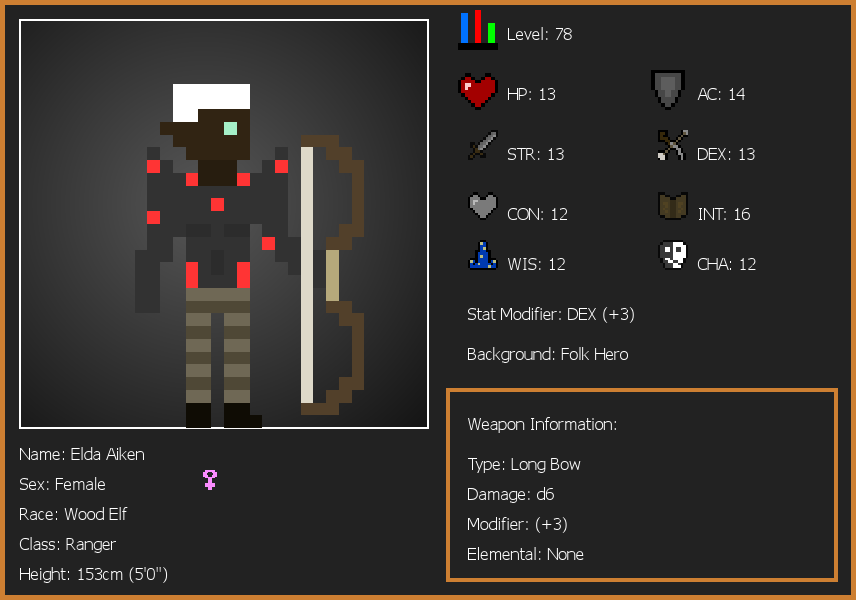 Level: 78
HP: 13
AC: 14
STR: 13
DEX: 13
CON: 12
INT: 16
WIS: 12
CHA: 12
Stat Modifier: DEX (+3)
Background: Folk Hero
Weapon Information:
Type: Long Bow
Damage: d6
Modifier: (+3)
Elemental: None
Name: Elda Aiken
Sex: Female
Race: Wood Elf
Class: Ranger
Height: 153cm (5'0")